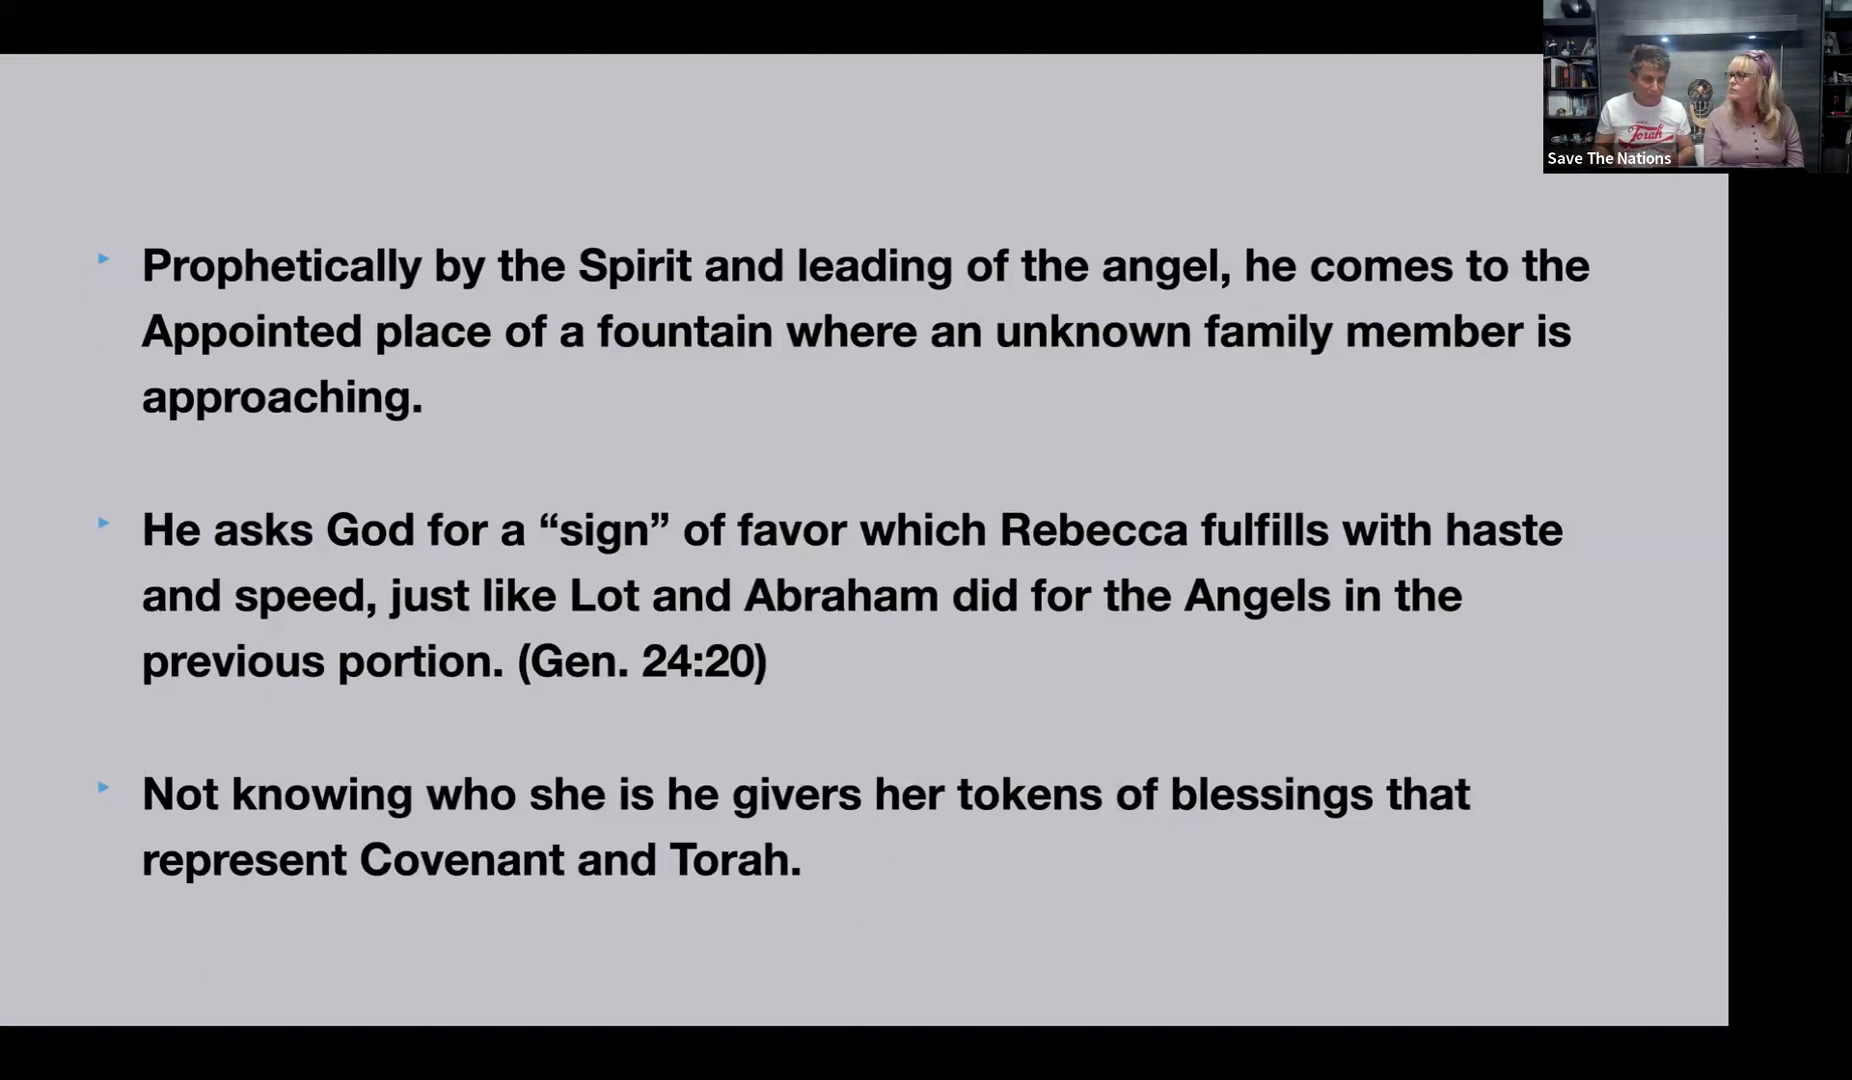 Save The Nations
Torah
‣ Prophetically by the Spirit and leading of the angel, he comes to the
Appointed place of a fountain where an unknown family member is
approaching.
‣ He asks God for a “sign” of favor which Rebecca fulfills with haste
and speed, just like Lot and Abraham did for the Angels in the
previous portion. (Gen. 24:20)
‣ Not knowing who she is he givers her tokens of blessings that
represent Covenant and Torah.